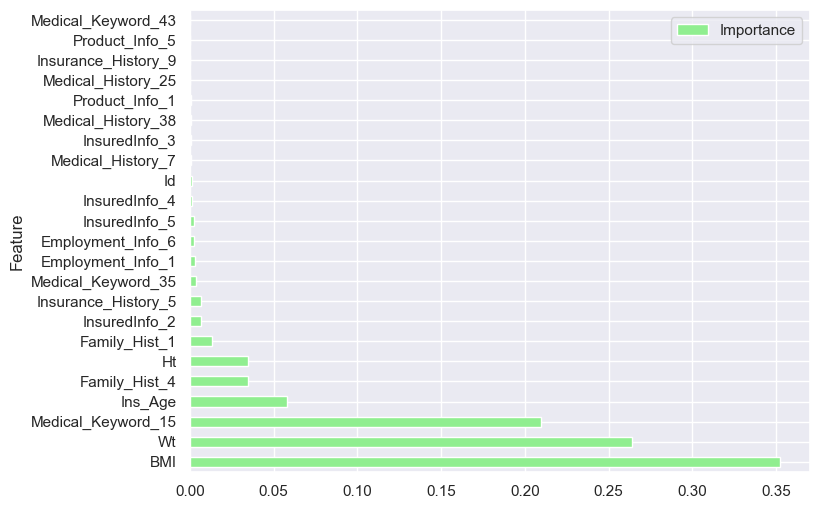 Medical_Keyword_43
Product_Info_5
Insurance_History_9
Medical_History_25
Product_Info_1
Medical_History_38
InsuredInfo_3
Medical_History_7
Id
InsuredInfo_4
InsuredInfo_5
Employment_Info_6
Employment_Info_1
Medical_Keyword_35
Insurance_History_5
InsuredInfo_2
Family_Hist_1
Ht
Family_Hist_4
Ins_Age
Medical_Keyword_15
Wt
BMI
Feature
Importance
0.00 0.05 0.10 0.15 0.20 0.25 0.30 0.35